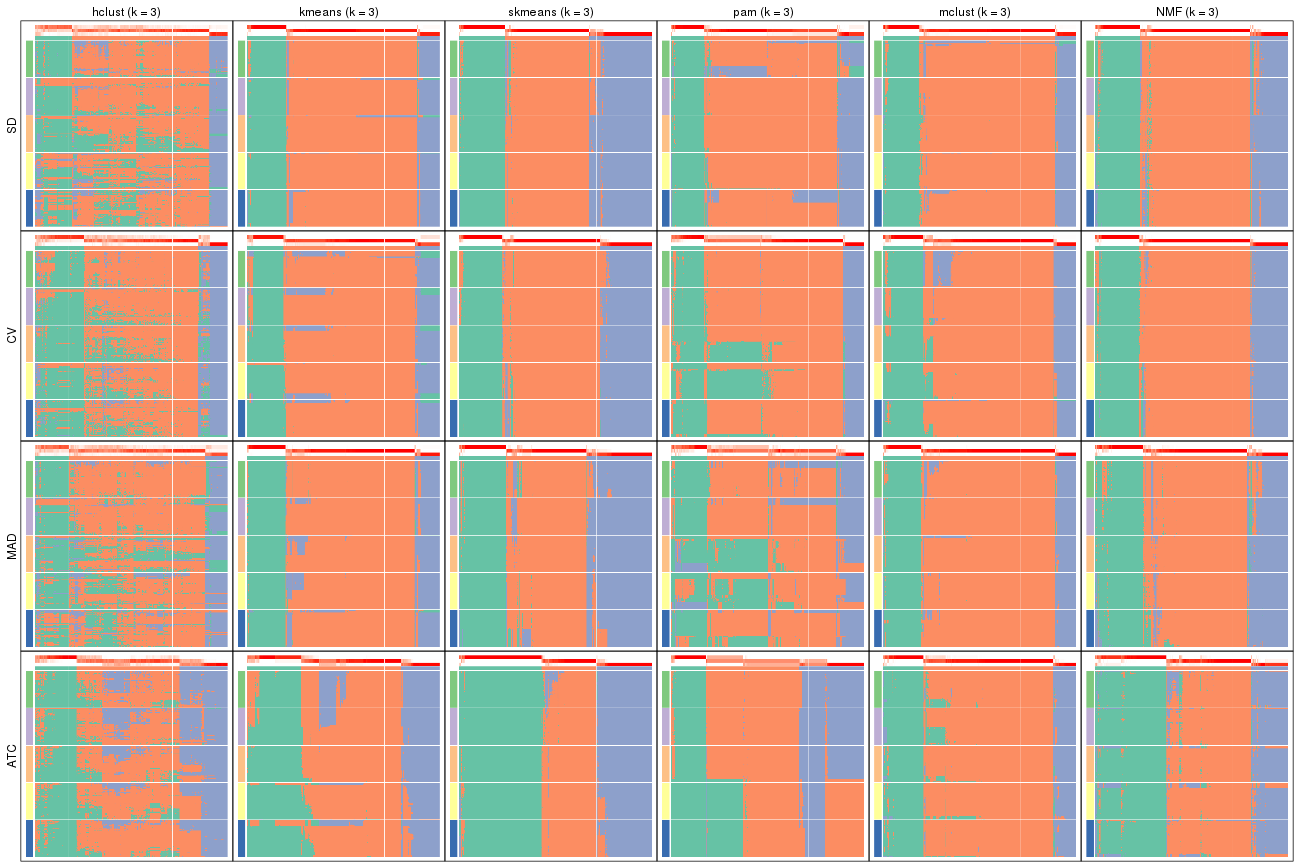 hclust (k = 3) kmeans (k = 3) skmeans (k = 3) pam (k = 3) mclust (k = 3) NMF (k = 3)
SD
CV
MAD
ATC